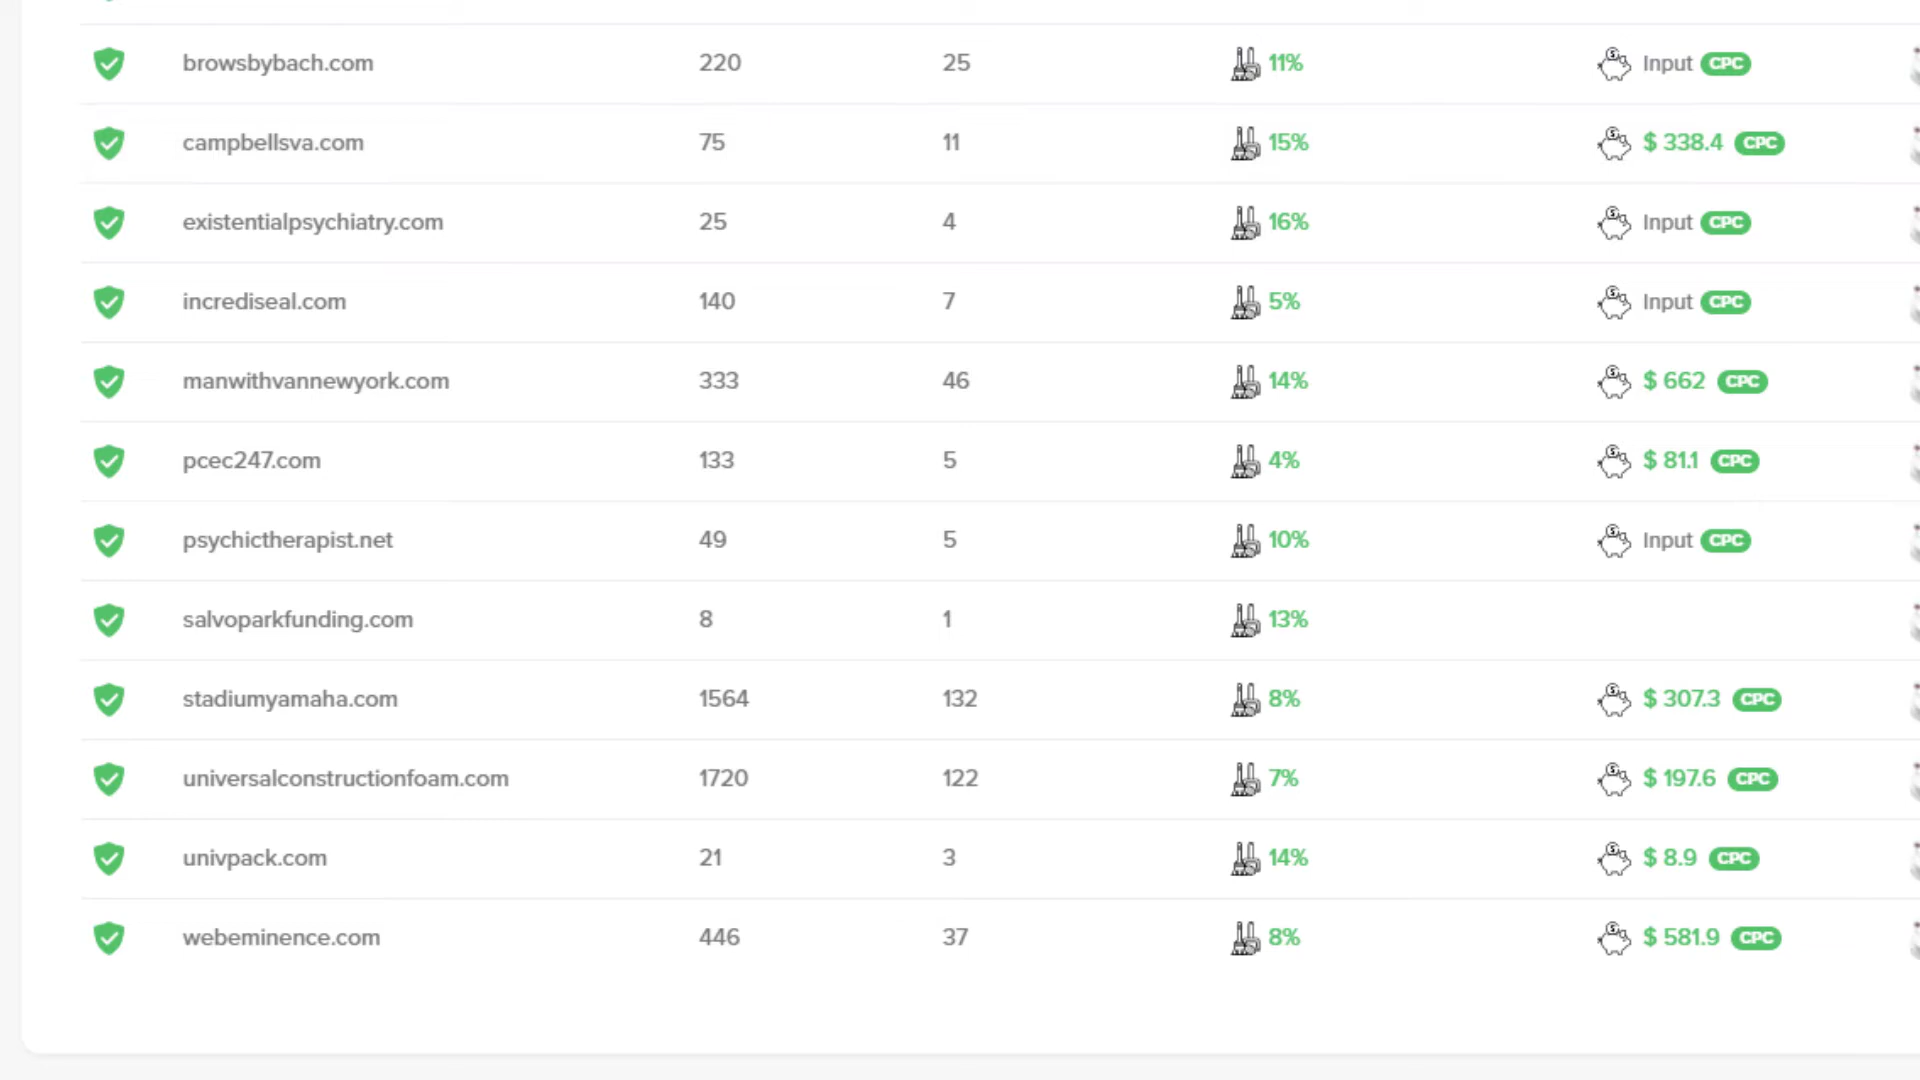 browsbybach.com 220 25 11% Input CPC
campbellsva.com 75 11 15% $ 338.4 CPC
existentialpsychiatry.com 25 4 16% Input CPC
incrediseal.com 140 7 5% Input CPC
manwithvannewyork.com 333 46 14% $ 662 CPC
pcec247.com 133 5 4% $ 81.1 CPC
psychictherapist.net 49 5 10% Input CPC
salvoparkfunding.com 8 1 13%
stadiumyamaha.com 1564 132 8% $ 307.3 CPC
universalconstructionfoam.com 1720 122 7% $ 197.6 CPC
univpack.com 21 3 14% $ 8.9 CPC
webeminence.com 446 37 8% $ 581.9 CPC